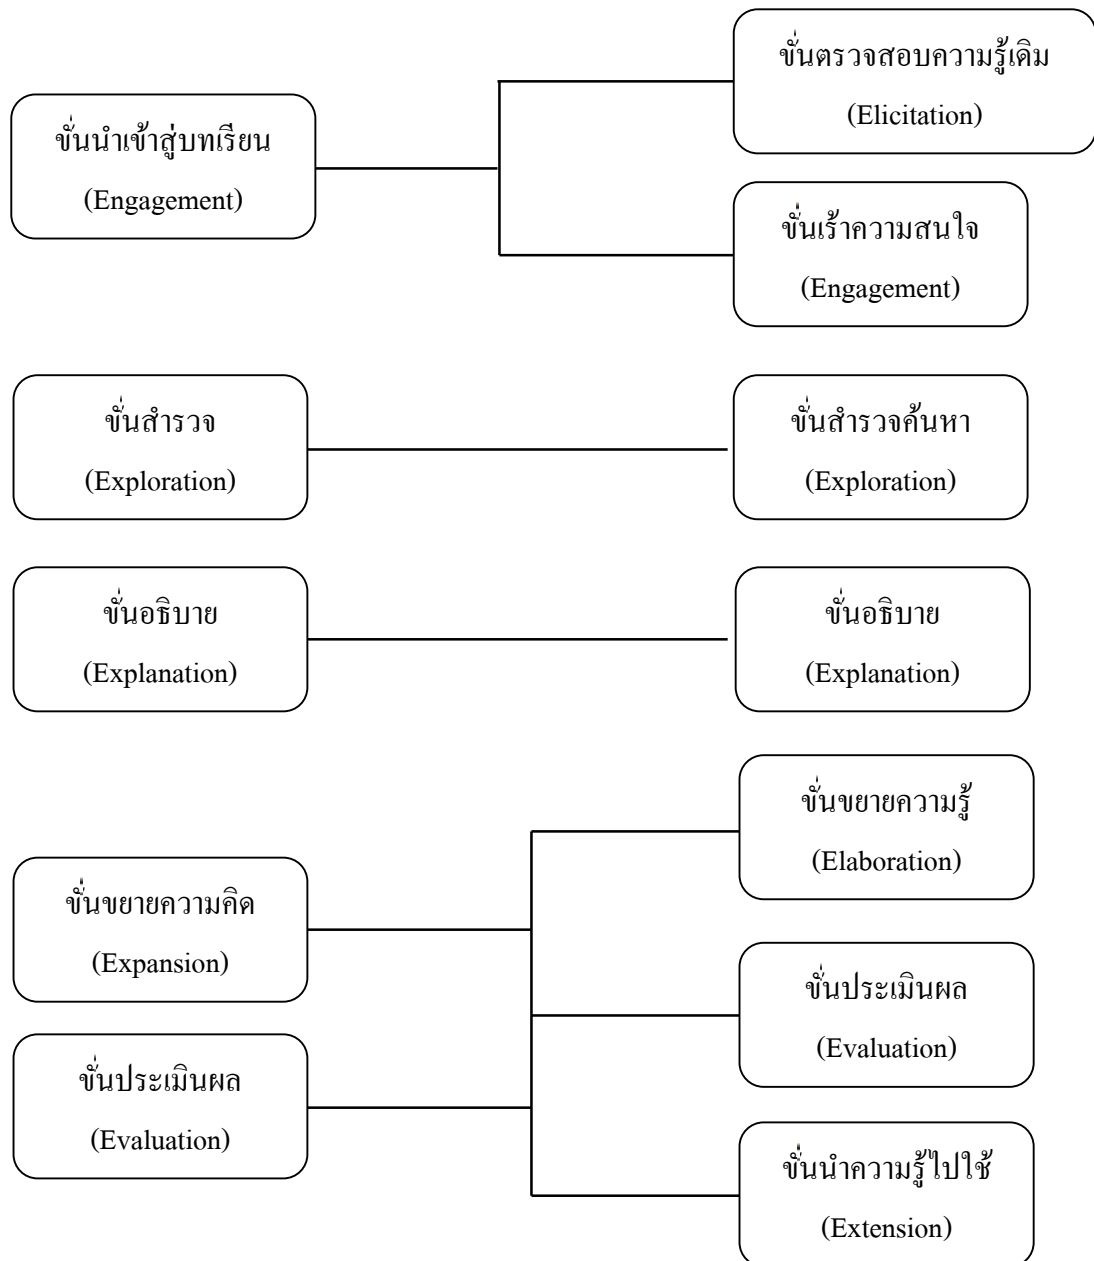 ขั้นนำเข้าสู่บทเรียน
(Engagement)
ขั้นตรวจสอบความรู้เดิม
(Elicitation)
ขั้นเร้าความสนใจ
(Engagement)
ขั้นสำรวจ
(Exploration)
ขั้นสำรวจค้นหา
(Exploration)
ขั้นอธิบาย
(Explanation)
ขั้นอธิบาย
(Explanation)
ขั้นขยายความคิด
(Expansion)
ขั้นประเมินผล
(Evaluation)
ขั้นขยายความรู้
(Elaboration)
ขั้นประเมินผล
(Evaluation)
ขั้นนำความรู้ไปใช้
(Extension)